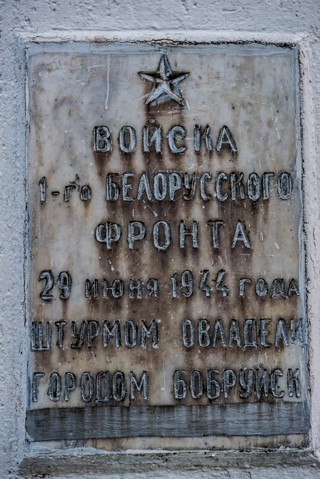 ВОЙСКА
1-го БЕЛОРУССКОГО
ФРОНТА
29 июня 1944 года
ШТУРМОМ ОВЛАДЕЛИ
ГОРОДОМ БОБРУЙСК